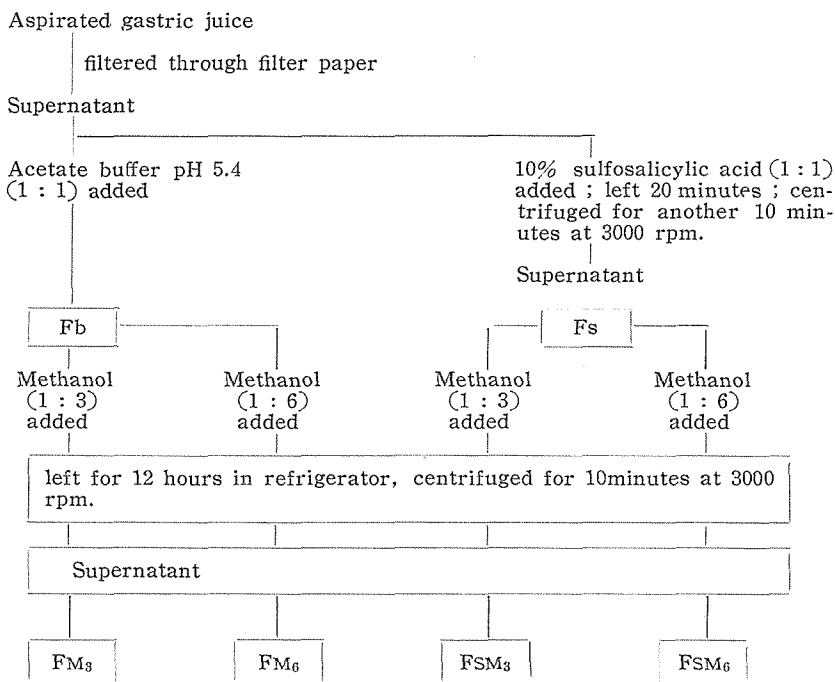 Aspirated gastric juice
filtered through filter paper
Supernatant
Acetate buffer pH 5.4
(1 : 1) added
10% sulfosalicylic acid (1 : 1)
added ; left 20 minutes ; cen-
trifuged for another 10 min-
utes at 3000 rpm.
Supernatant
Fb
Fs
Methanol
(1 : 3)
added
Methanol
(1 : 6)
added
Methanol
(1 : 3)
added
Methanol
(1 : 6)
added
left for 12 hours in refrigerator, centrifuged for 10minutes at 3000
rpm.
Supernatant
FM₃
FM₆
FSM₃
FSM₆